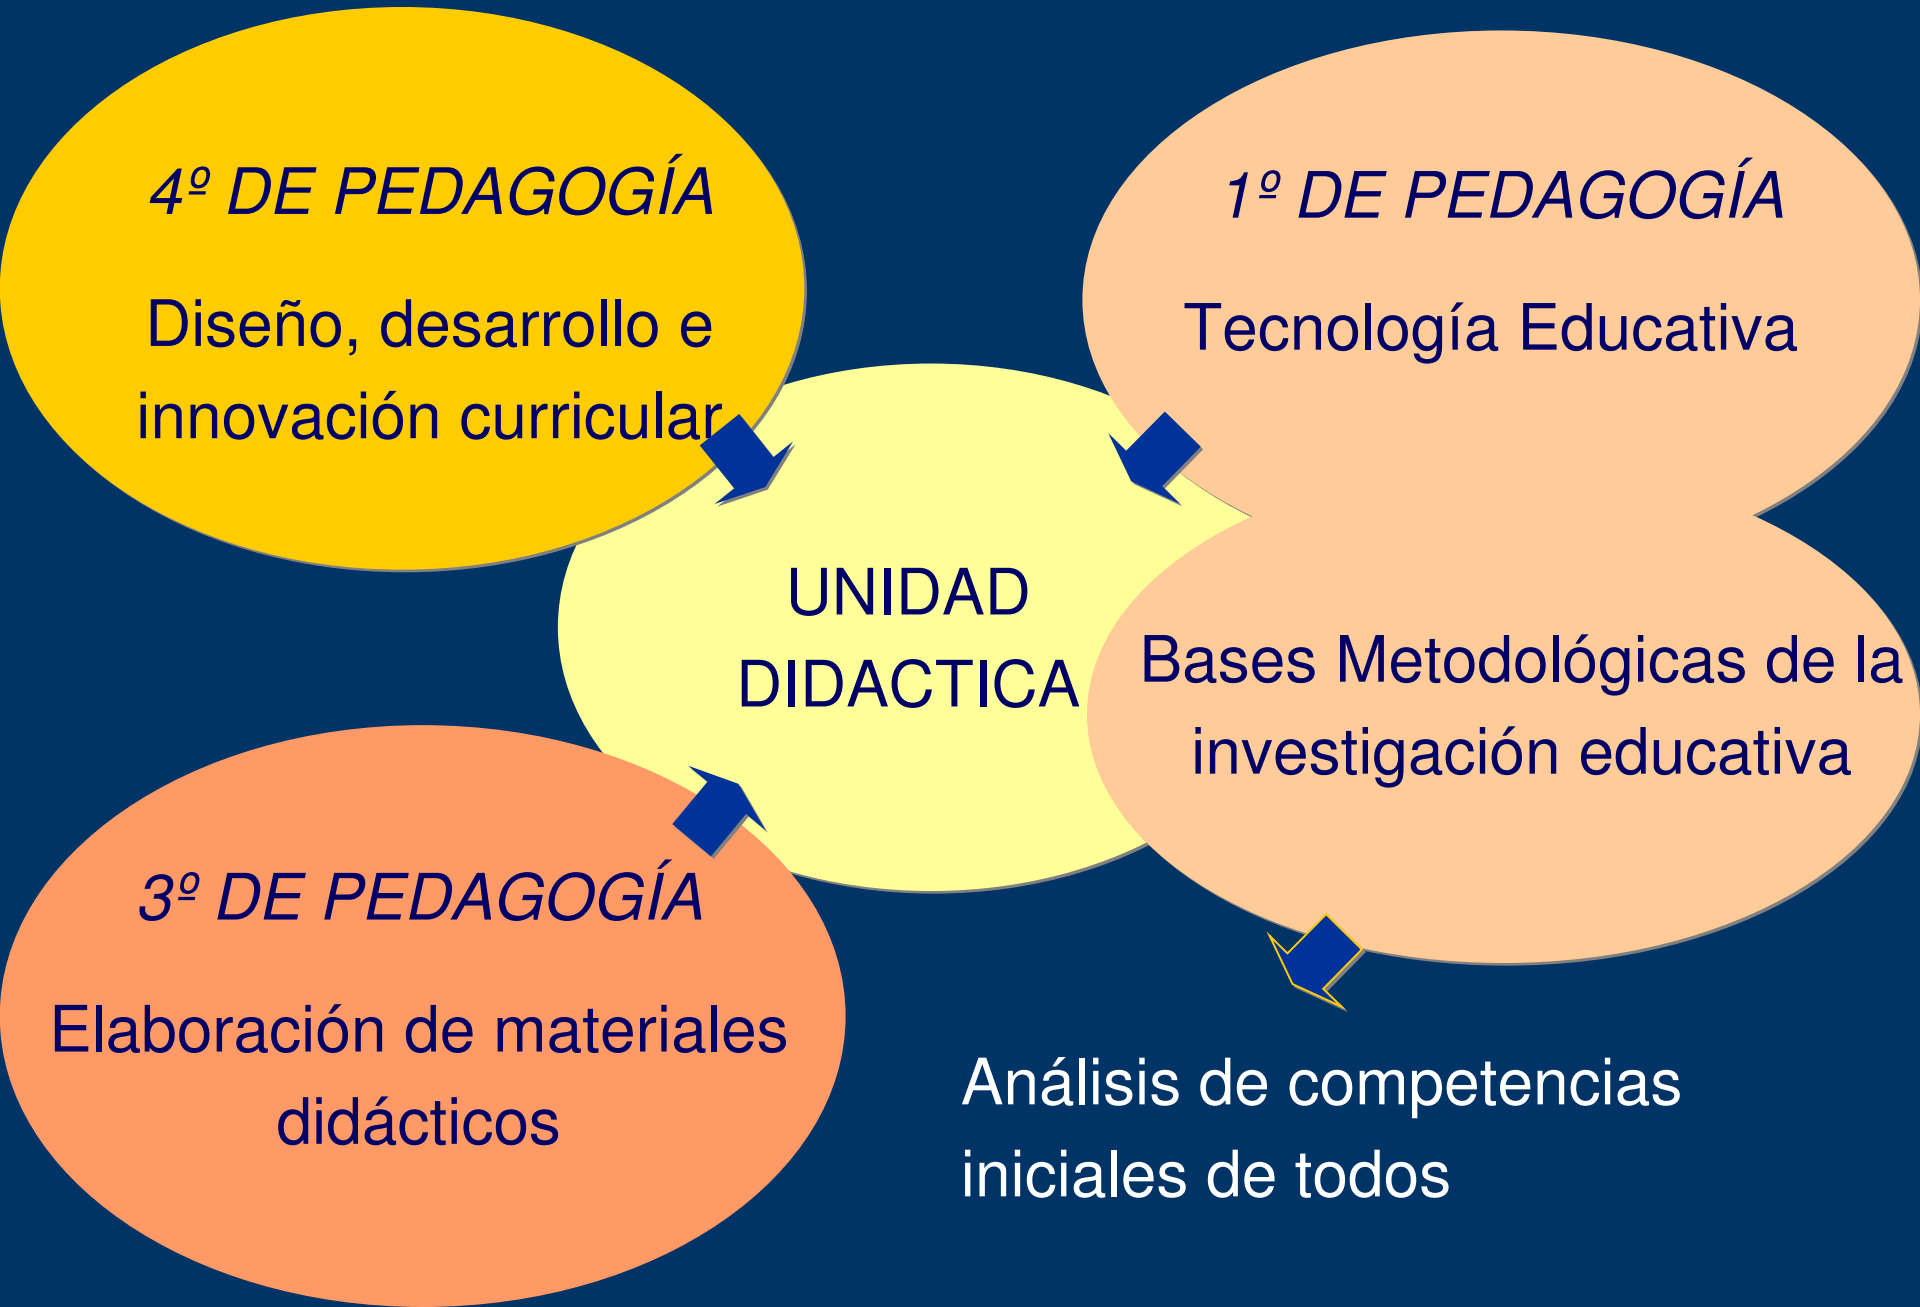 4º DE PEDAGOGÍA
Diseño, desarrollo e
innovación curricular
1º DE PEDAGOGÍA
Tecnología Educativa
UNIDAD
DIDACTICA
Bases Metodológicas de la
investigación educativa
3º DE PEDAGOGÍA
Elaboración de materiales
didácticos
Análisis de competencias
iniciales de todos